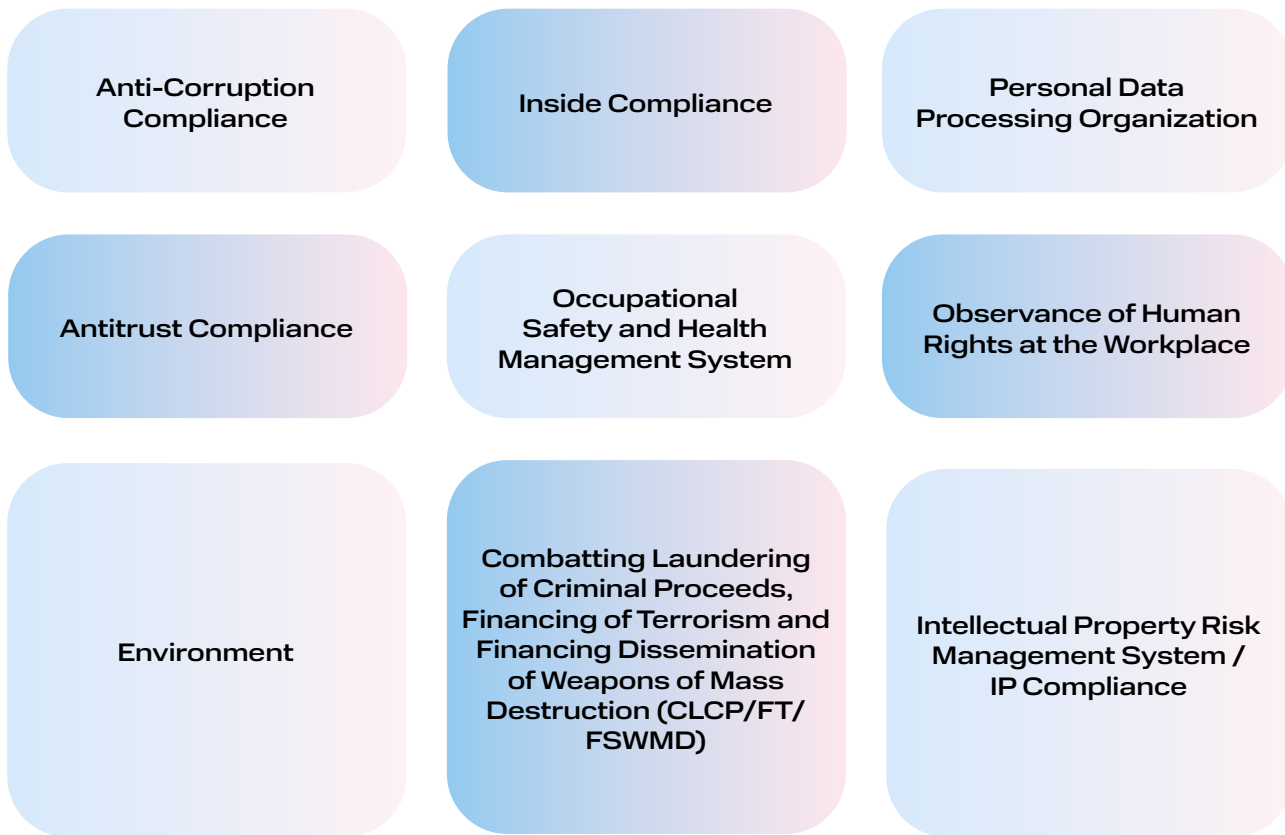 Anti-Corruption
Compliance
Inside Compliance
Personal Data
Processing Organization
Antitrust Compliance
Occupational
Safety and Health
Management System
Observance of Human
Rights at the Workplace
Environment
Combatting Laundering
of Criminal Proceeds,
Financing of Terrorism and
Financing Dissemination
of Weapons of Mass
Destruction (CLCP/FT/
FSWMD)
Intellectual Property Risk
Management System /
IP Compliance